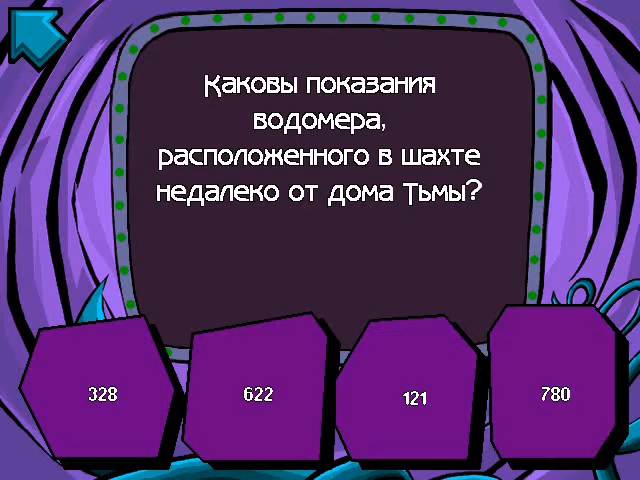 Каковы показания
водомера,
расположенного в шахте
недалеко от дома Тьмы?
328
622
121
780